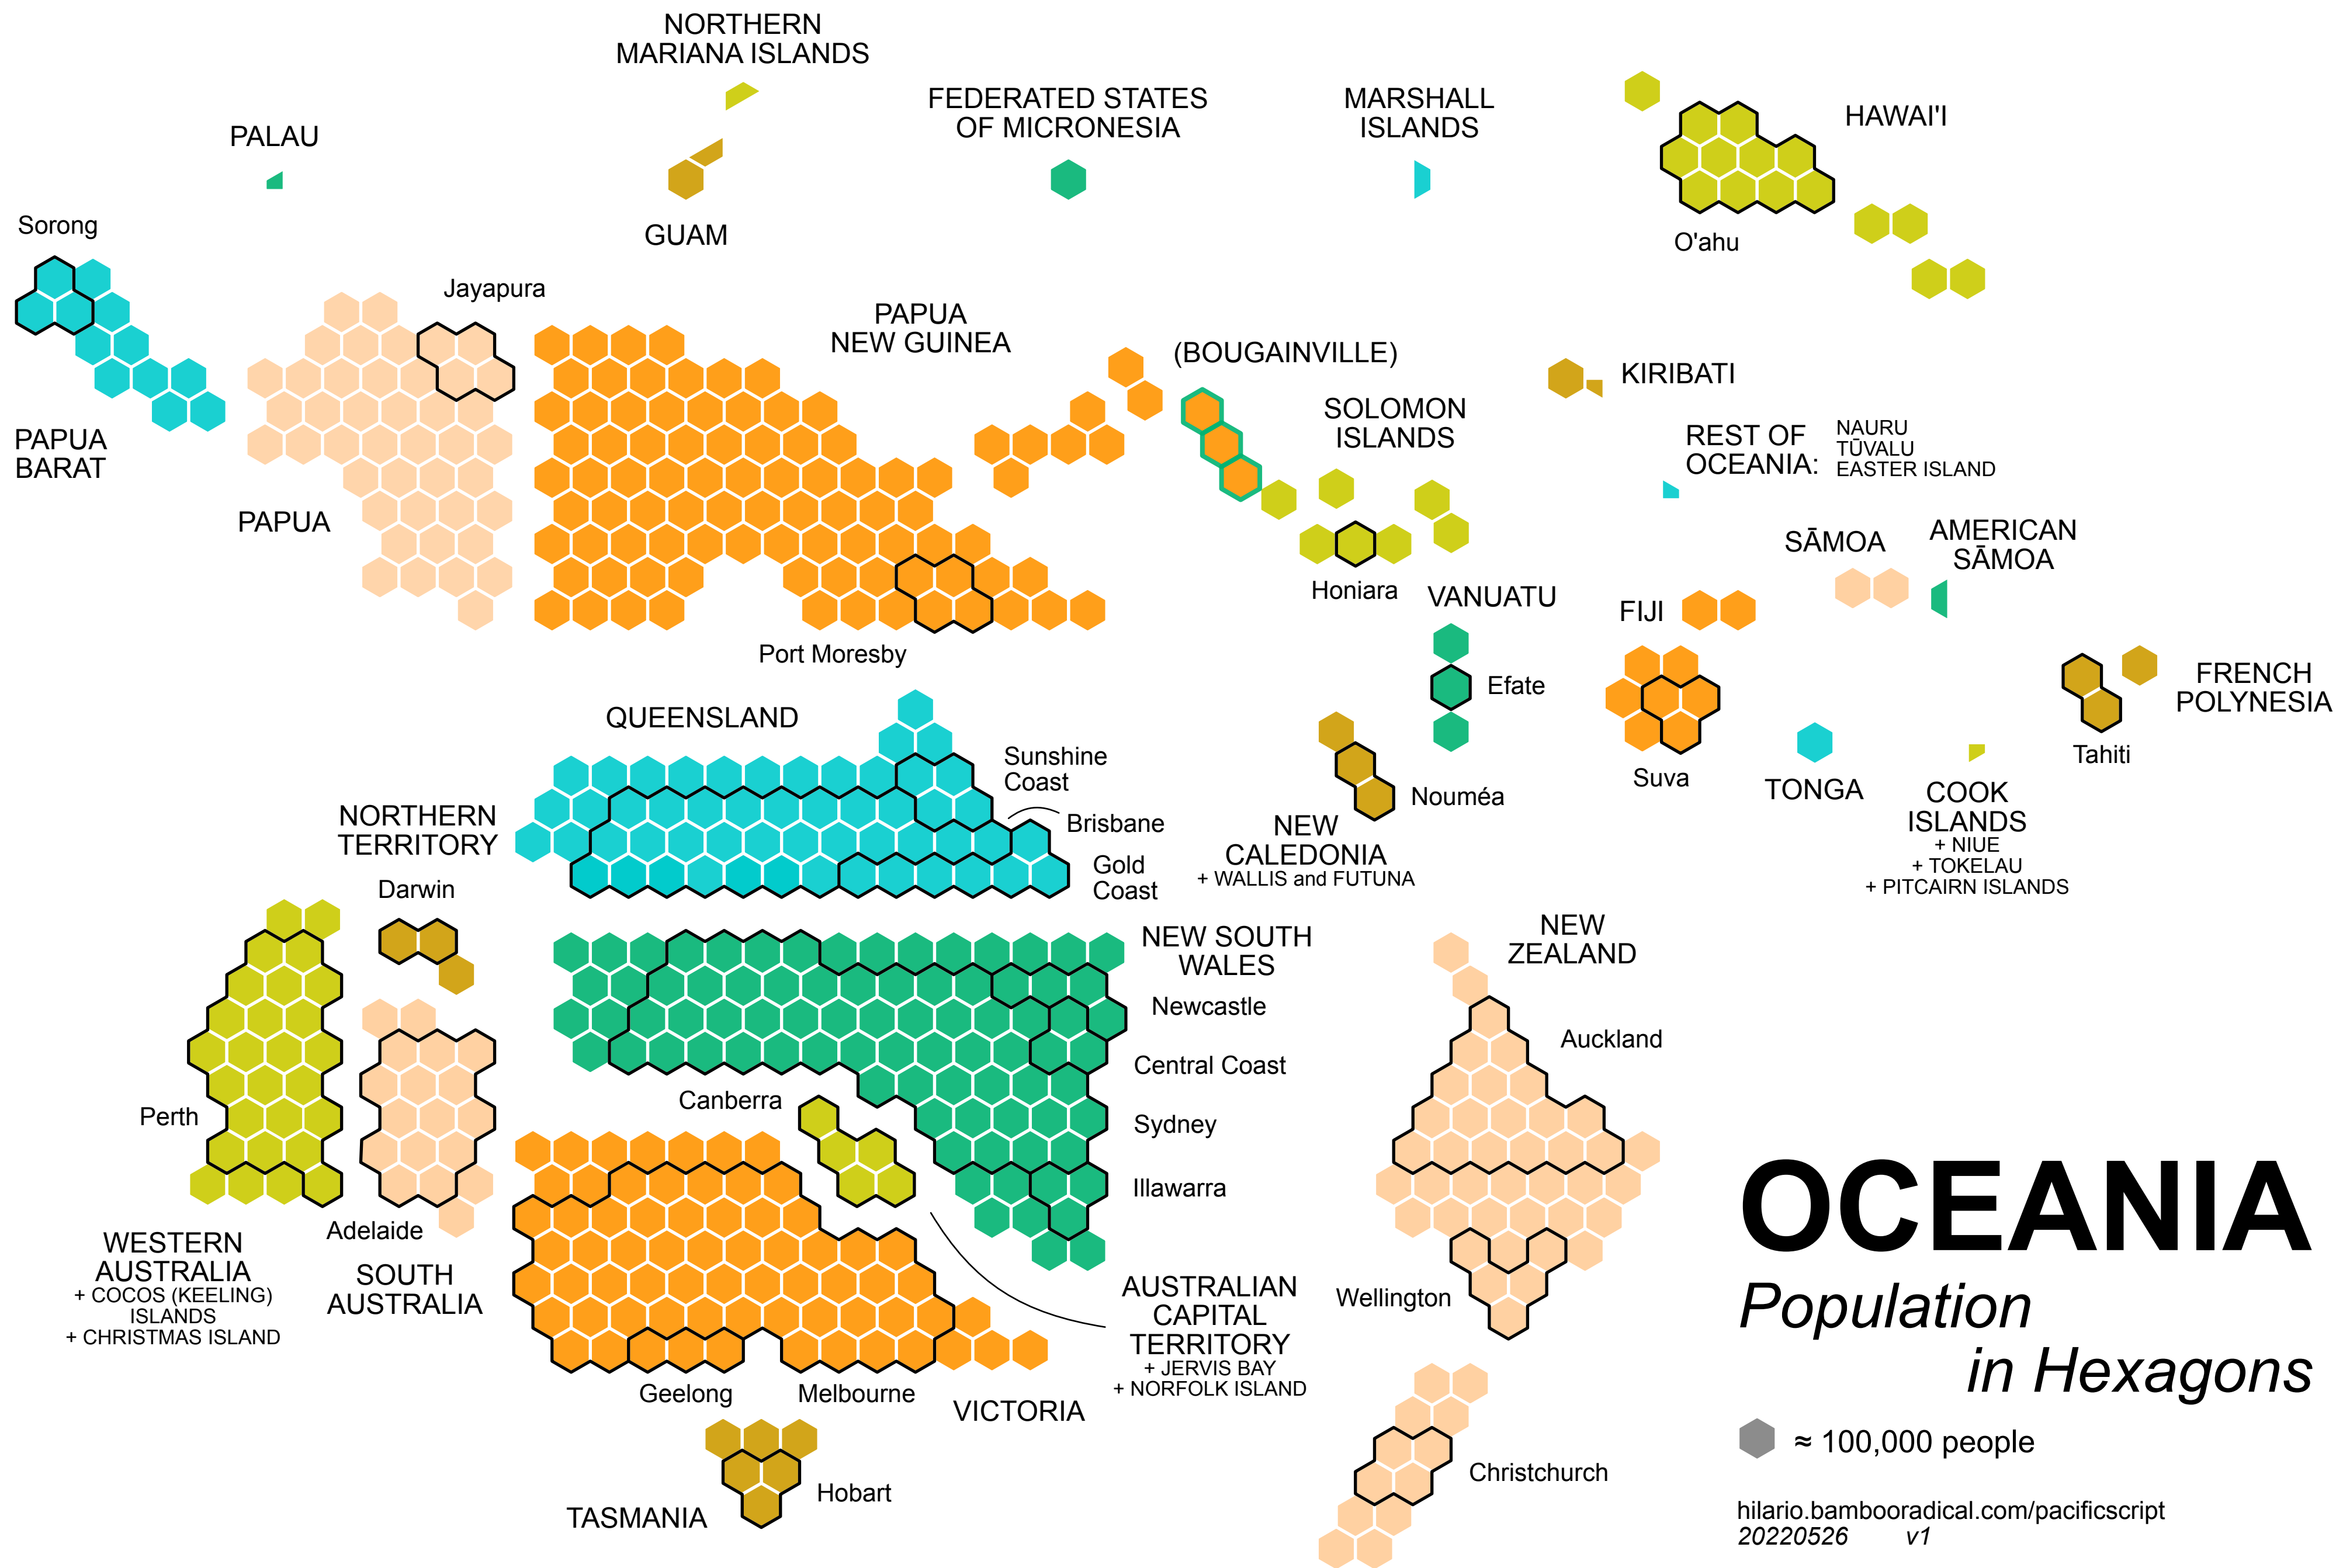 NORTHERN
MARIANA ISLANDS
FEDERATED STATES
OF MICRONESIA
MARSHALL
ISLANDS
HAWAI'I
PALAU
Sorong
GUAM
O'ahu
Jayapura
PAPUA
NEW GUINEA
(BOUGAINVILLE)
KIRIBATI
SOLOMON
ISLANDS
PAPUA
BARAT
REST OF
OCEANIA:
NAURU
TŪVALU
EASTER ISLAND
PAPUA
SĀMOA
AMERICAN
SĀMOA
Honiara
VANUATU
FIJI
Port Moresby
Efate
FRENCH
POLYNESIA
QUEENSLAND
Sunshine
Coast
Suva
Tahiti
TONGA
Nouméa
COOK
ISLANDS
+ NIUE
+ TOKELAU
+ PITCAIRN ISLANDS
NORTHERN
TERRITORY
Brisbane
NEW
CALEDONIA
+ WALLIS and FUTUNA
Gold
Coast
Darwin
NEW SOUTH
WALES
NEW
ZEALAND
Newcastle
Auckland
Central Coast
Canberra
Perth
Sydney
Illawarra
Adelaide
WESTERN
AUSTRALIA
+ COCOS (KEELING)
ISLANDS
+ CHRISTMAS ISLAND
SOUTH
AUSTRALIA
AUSTRALIAN
CAPITAL
TERRITORY
+ JERVIS BAY
+ NORFOLK ISLAND
Wellington
Geelong
Melbourne
VICTORIA
Hobart
TASMANIA
Christchurch
OCEANIA
Population
in Hexagons
≈ 100,000 people
hilario.bambooradical.com/pacificscript
20220526 v1